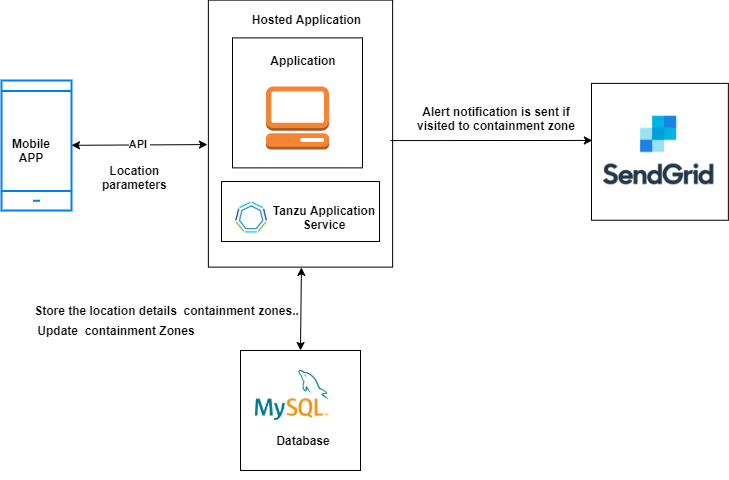 Hosted Application
Application
Mobile
APP
API
Location
parameters
Tanzu Application
Service
Alert notification is sent if
visited to containment zone
SendGrid
Store the location details  containment zones..
Update  containment Zones
MySQL
Database